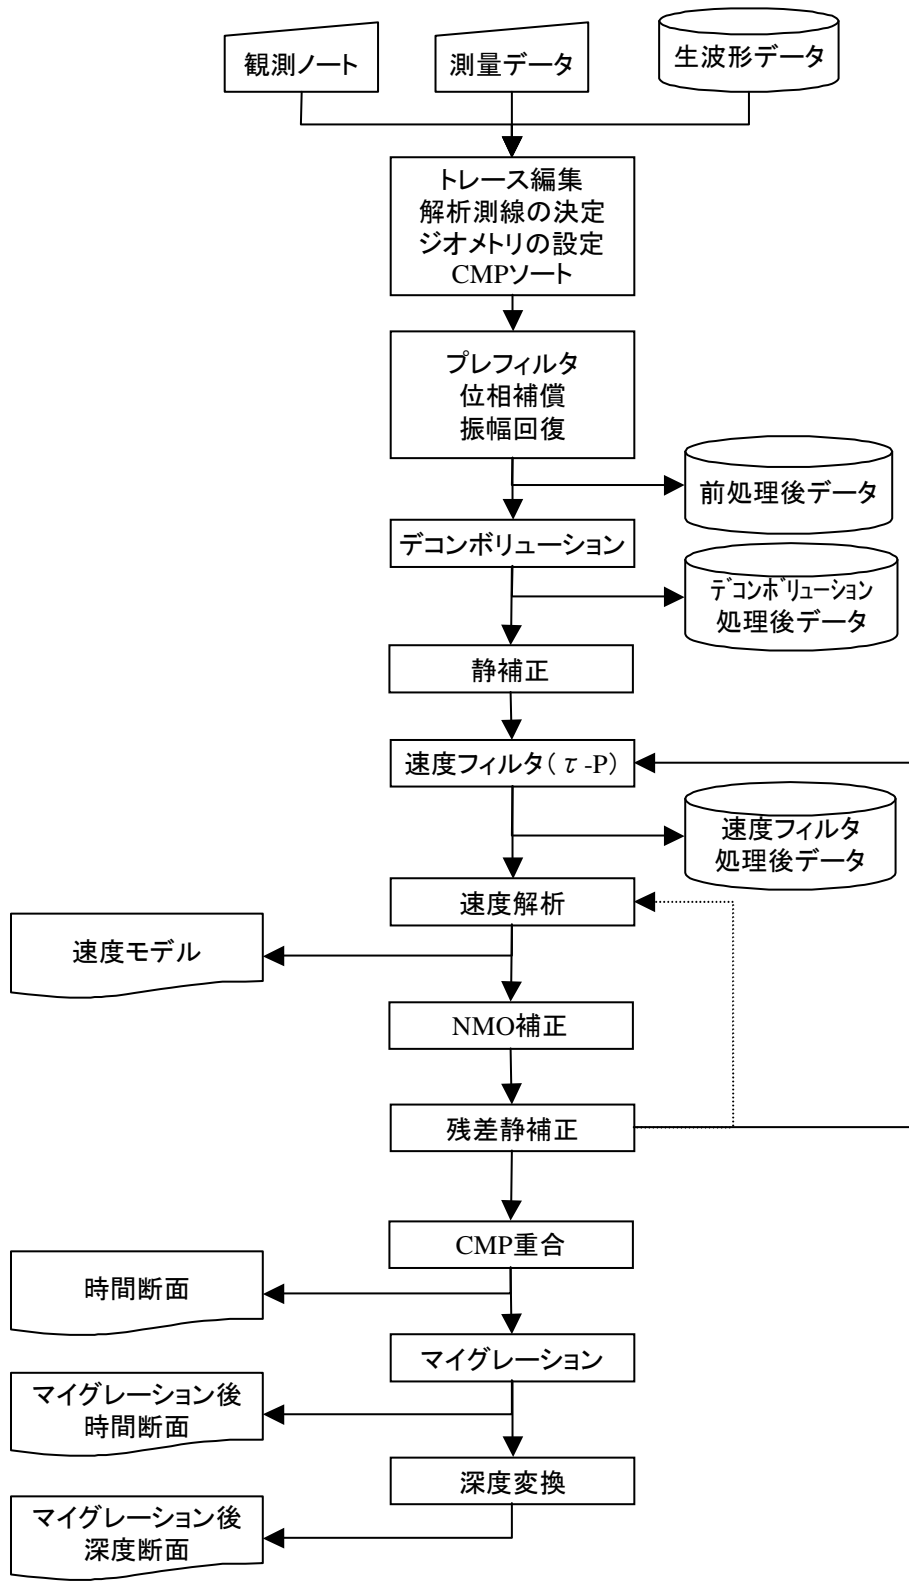 観測ノート
測量データ
生波形データ
トレース編集
解析測線の決定
ジオメトリの設定
CMPソート
プレフィルタ
位相補償
振幅回復
前処理後データ
デコンボリューション
ﾃﾞｺﾝﾎﾞﾘｭｰｼｮﾝ
処理後データ
静補正
速度フィルタ(τ-P)
速度フィルタ
処理後データ
速度解析
速度モデル
NMO補正
残差静補正
CMP重合
時間断面
マイグレーション
マイグレーション後
時間断面
深度変換
マイグレーション後
深度断面